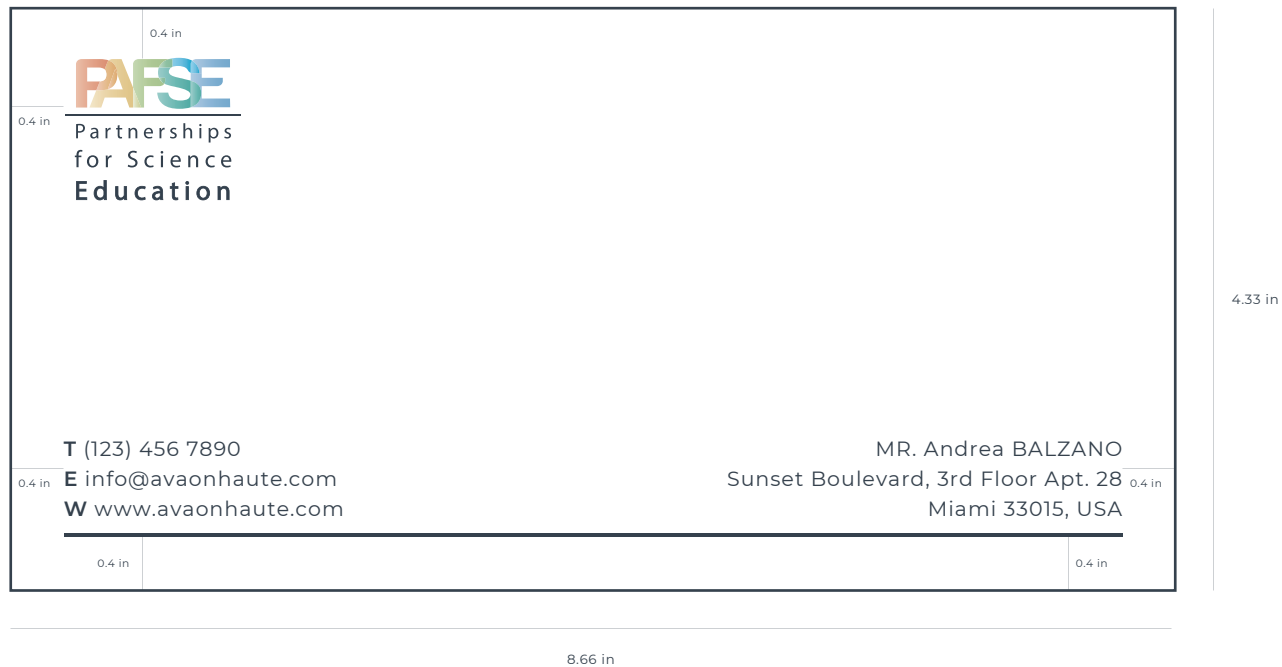 0.4 in
PAFSE
0.4 in
Partnerships
for Science
Education
4.33 in
T (123) 456 7890
E info@avaonhaute.com
W www.avaonhaute.com
MR. Andrea BALZANO
Sunset Boulevard, 3rd Floor Apt. 28
Miami 33015, USA
0.4 in
0.4 in
0.4 in
0.4 in
8.66 in